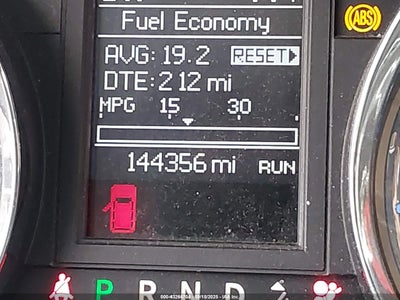 Fuel Economy
ABS
AVG: 19.2 RESET
DTE: 212 mi
MPG 15 30
144356 mi RUN
P R N D